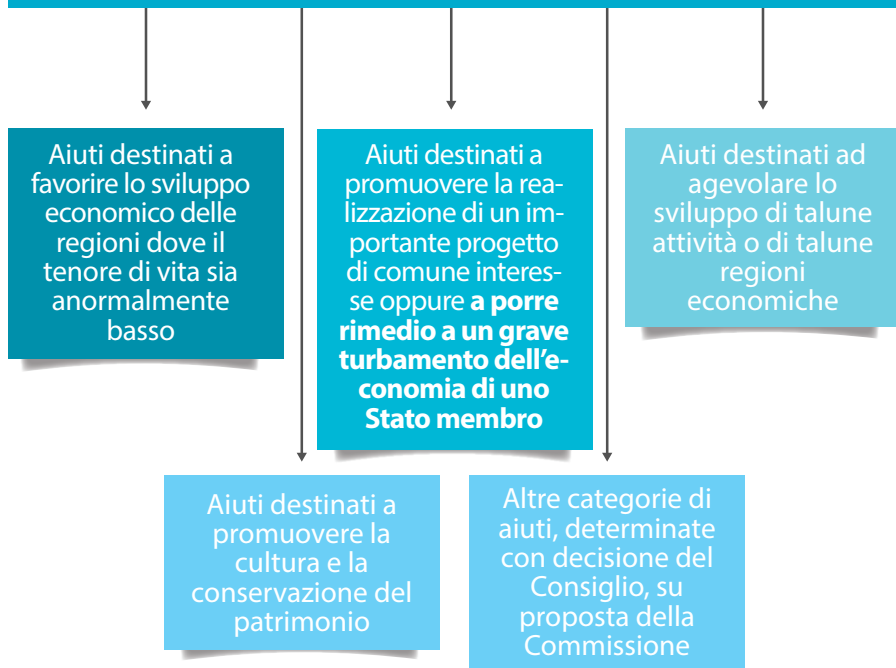 Aiuti destinati a
favorire lo sviluppo
economico delle
regioni dove il
tenore di vita sia
anormalmente
basso
Aiuti destinati a
promuovere la rea-
lizzazione di un im-
portante progetto
di comune interes-
se oppure a porre
rimedio a un grave
turbamento dell'e-
conomia di uno
Stato membro
Aiuti destinati ad
agevolare lo
sviluppo di talune
attività o di talune
regioni
economiche
Aiuti destinati a
promuovere la
cultura e la
conservazione del
patrimonio
Altre categorie di
aiuti, determinate
con decisione del
Consiglio, su
proposta della
Commissione